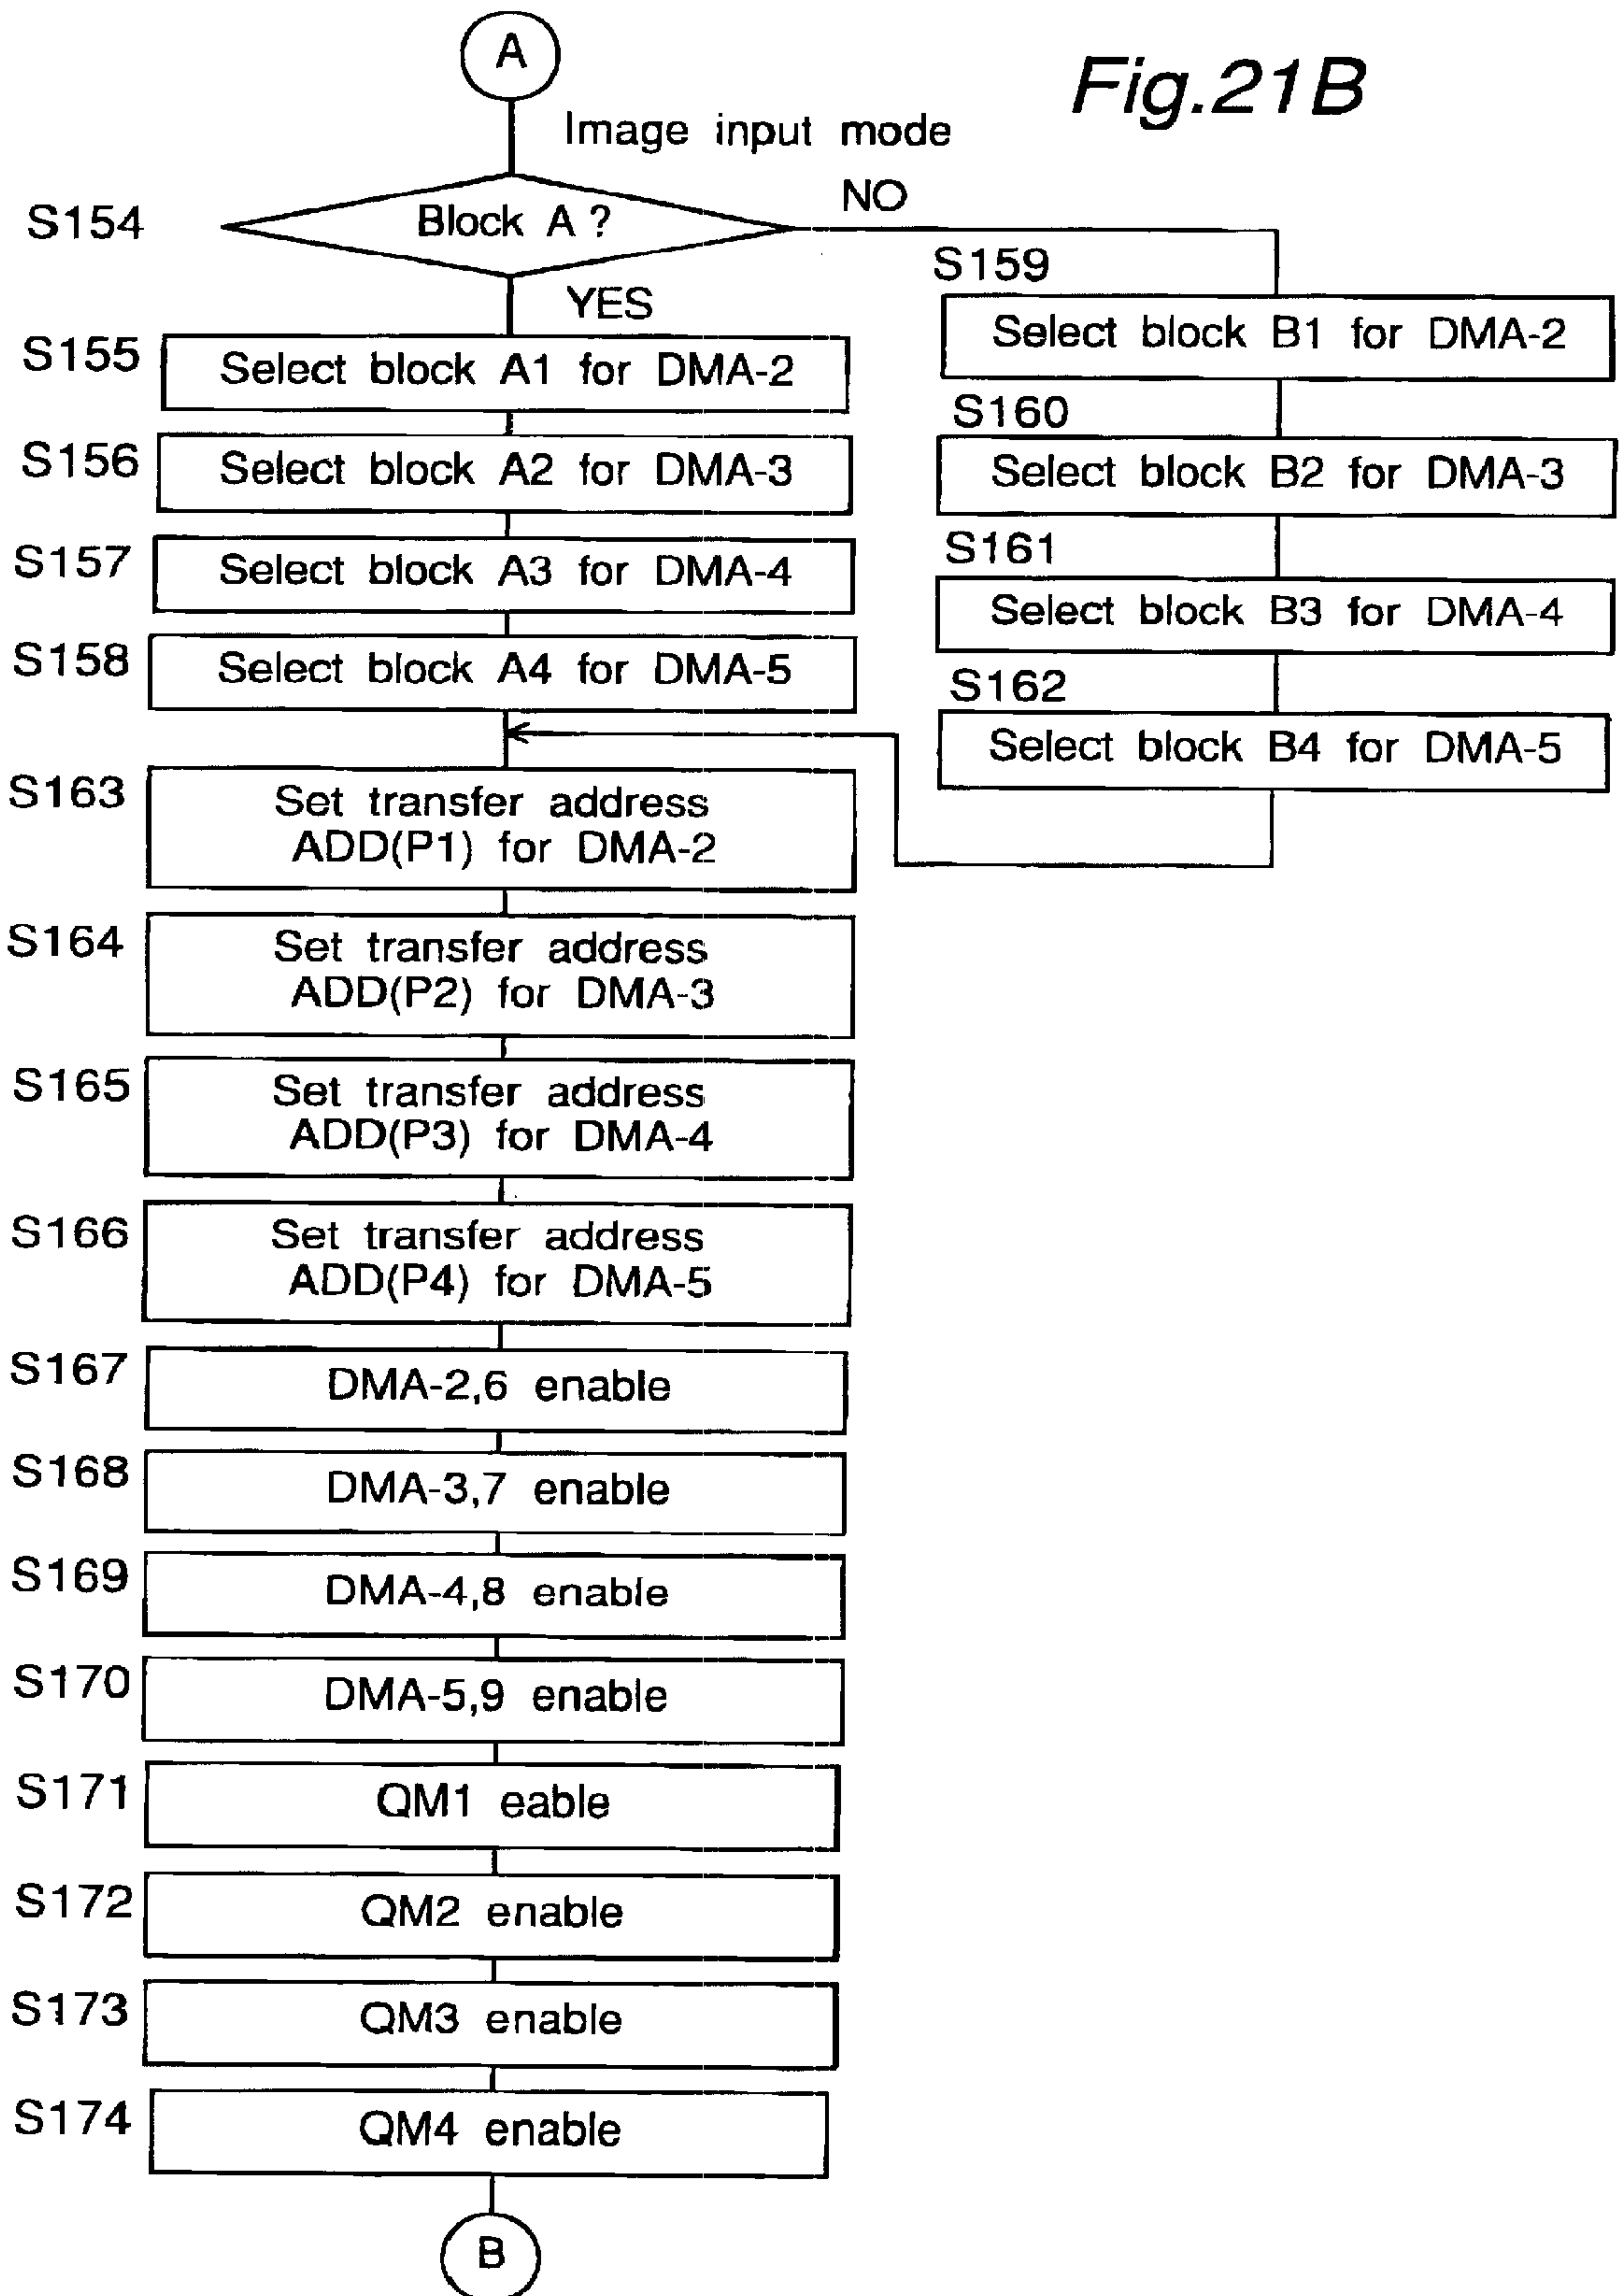 A
Fig.21B
Image input mode
S154
Block A ?
NO
YES
S155
Select block A1 for DMA-2
S156
Select block A2 for DMA-3
S157
Select block A3 for DMA-4
S158
Select block A4 for DMA-5
S159
Select block B1 for DMA-2
S160
Select block B2 for DMA-3
S161
Select block B3 for DMA-4
S162
Select block B4 for DMA-5
S163
Set transfer address
ADD(P1) for DMA-2
S164
Set transfer address
ADD(P2) for DMA-3
S165
Set transfer address
ADD(P3) for DMA-4
S166
Set transfer address
ADD(P4) for DMA-5
S167
DMA-2,6 enable
S168
DMA-3,7 enable
S169
DMA-4,8 enable
S170
DMA-5,9 enable
S171
QM1 eable
S172
QM2 enable
S173
QM3 enable
S174
QM4 enable
B